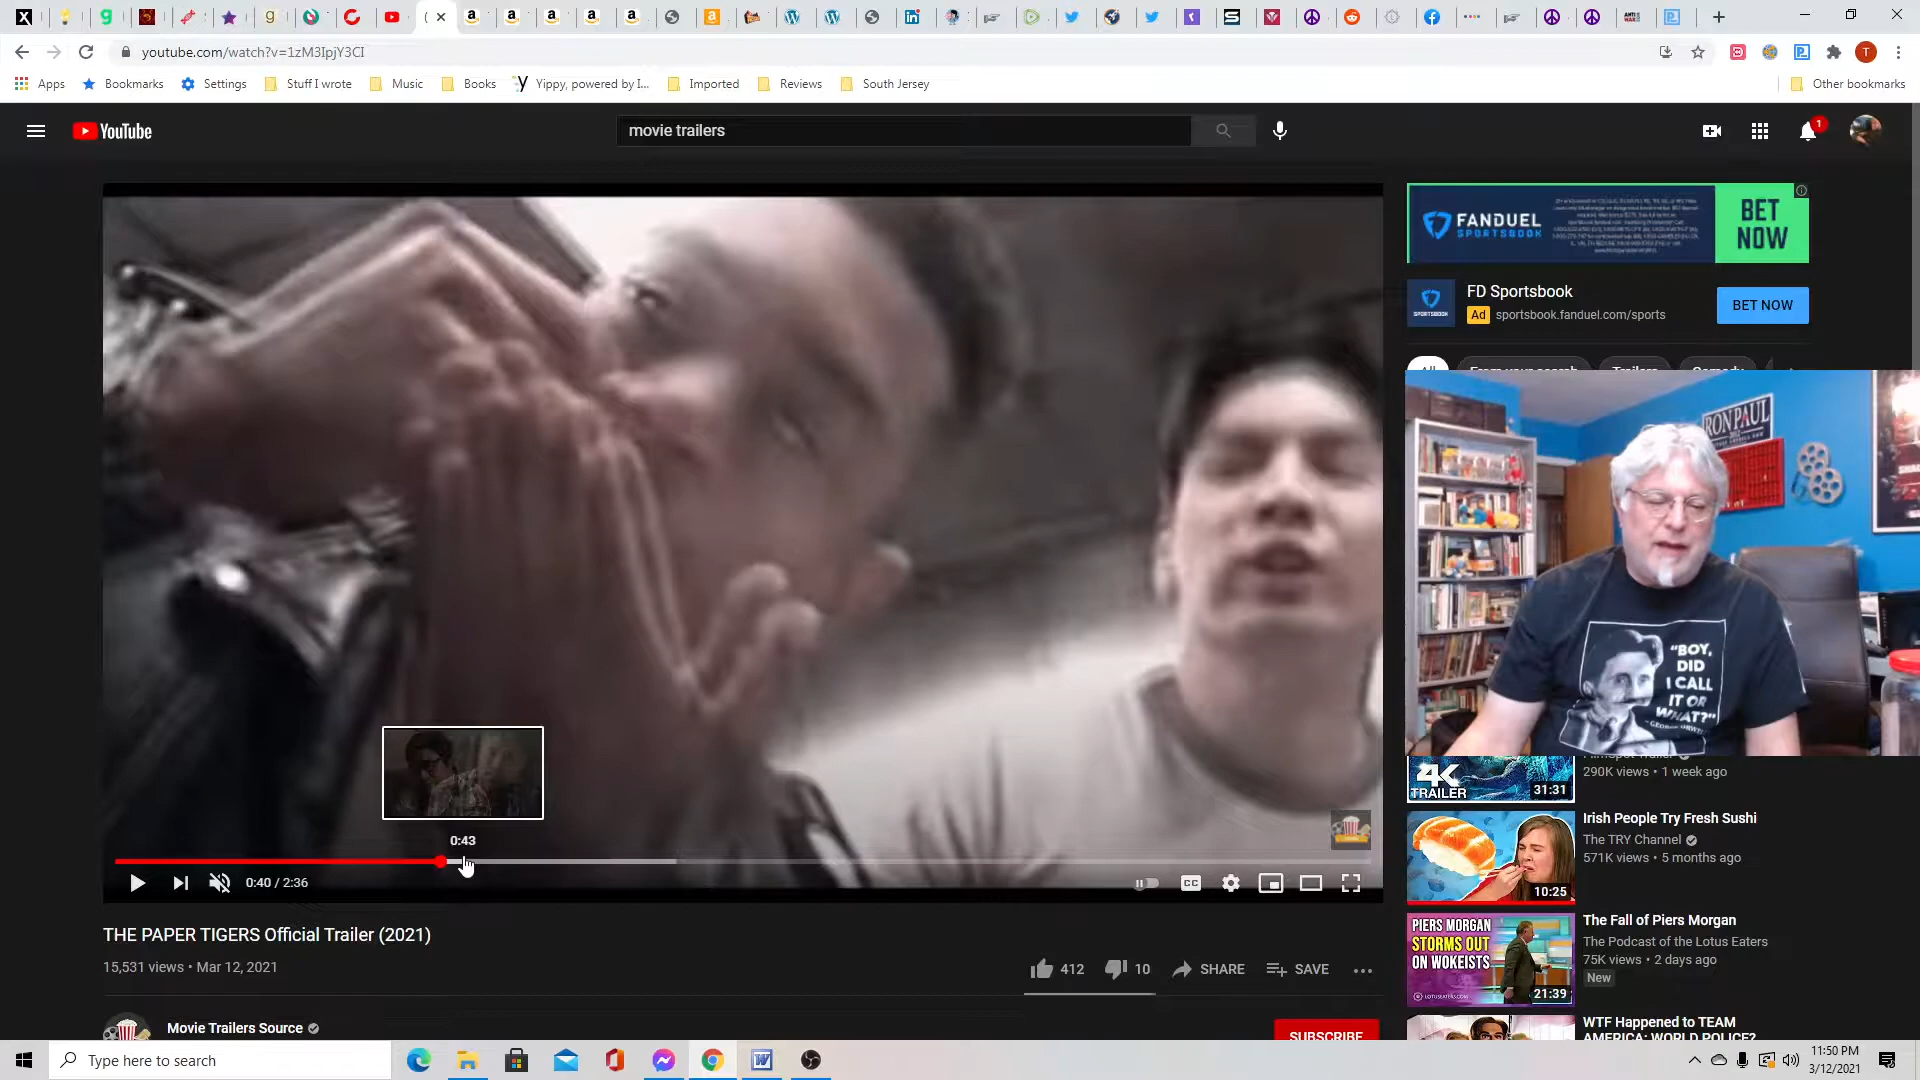 youtube.com/watch?v=1zM3IpjY3CI
Apps
Bookmarks
Settings
Stuff I wrote
Music
Books
Yippy, powered by I...
Imported
Reviews
South Jersey
Other bookmarks
YouTube
movie trailers
1
T
FANDUEL
SPORTSBOOK
BET
NOW
FD Sportsbook
Ad sportsbook.fanduel.com/sports
BET NOW
RON PAUL
"BOY,
DID
I CALL
IT OR
WHAT?"
0:43
0:40 / 2:36
CC
THE PAPER TIGERS Official Trailer (2021)
15,531 views • Mar 12, 2021
412
10
SHARE
SAVE
Movie Trailers Source
SUBSCRIBE
4K
TRAILER
31:31
290K views • 1 week ago
Irish People Try Fresh Sushi
The TRY Channel
571K views • 5 months ago
10:25
PIERS MORGAN
STORMS OUT
ON WOKEISTS
21:39
The Fall of Piers Morgan
The Podcast of the Lotus Eaters
75K views • 2 days ago
New
WTF Happened to TEAM
AMERICA: WORLD POLICE?
Type here to search
11:50 PM
3/12/2021